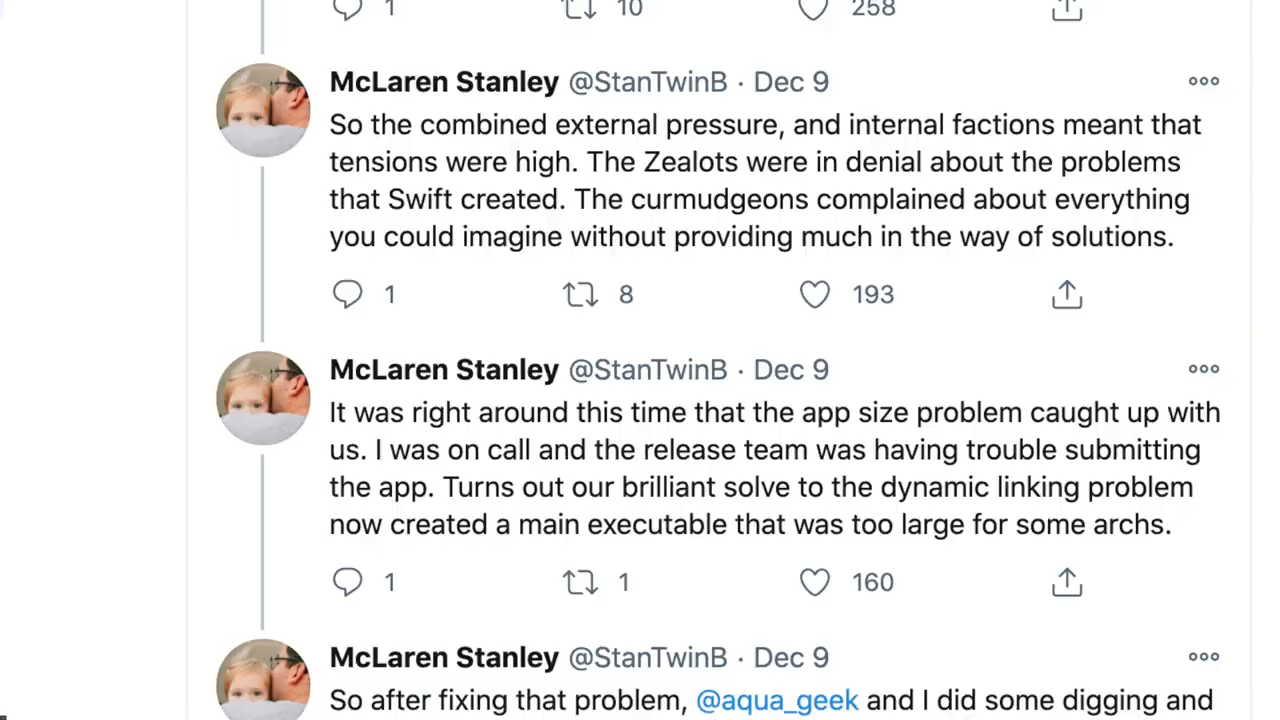 1 10 258
McLaren Stanley @StanTwinB · Dec 9
So the combined external pressure, and internal factions meant that
tensions were high. The Zealots were in denial about the problems
that Swift created. The curmudgeons complained about everything
you could imagine without providing much in the way of solutions.
1 8 193
McLaren Stanley @StanTwinB · Dec 9
It was right around this time that the app size problem caught up with
us. I was on call and the release team was having trouble submitting
the app. Turns out our brilliant solve to the dynamic linking problem
now created a main executable that was too large for some archs.
1 1 160
McLaren Stanley @StanTwinB · Dec 9
So after fixing that problem, @aqua_geek and I did some digging and